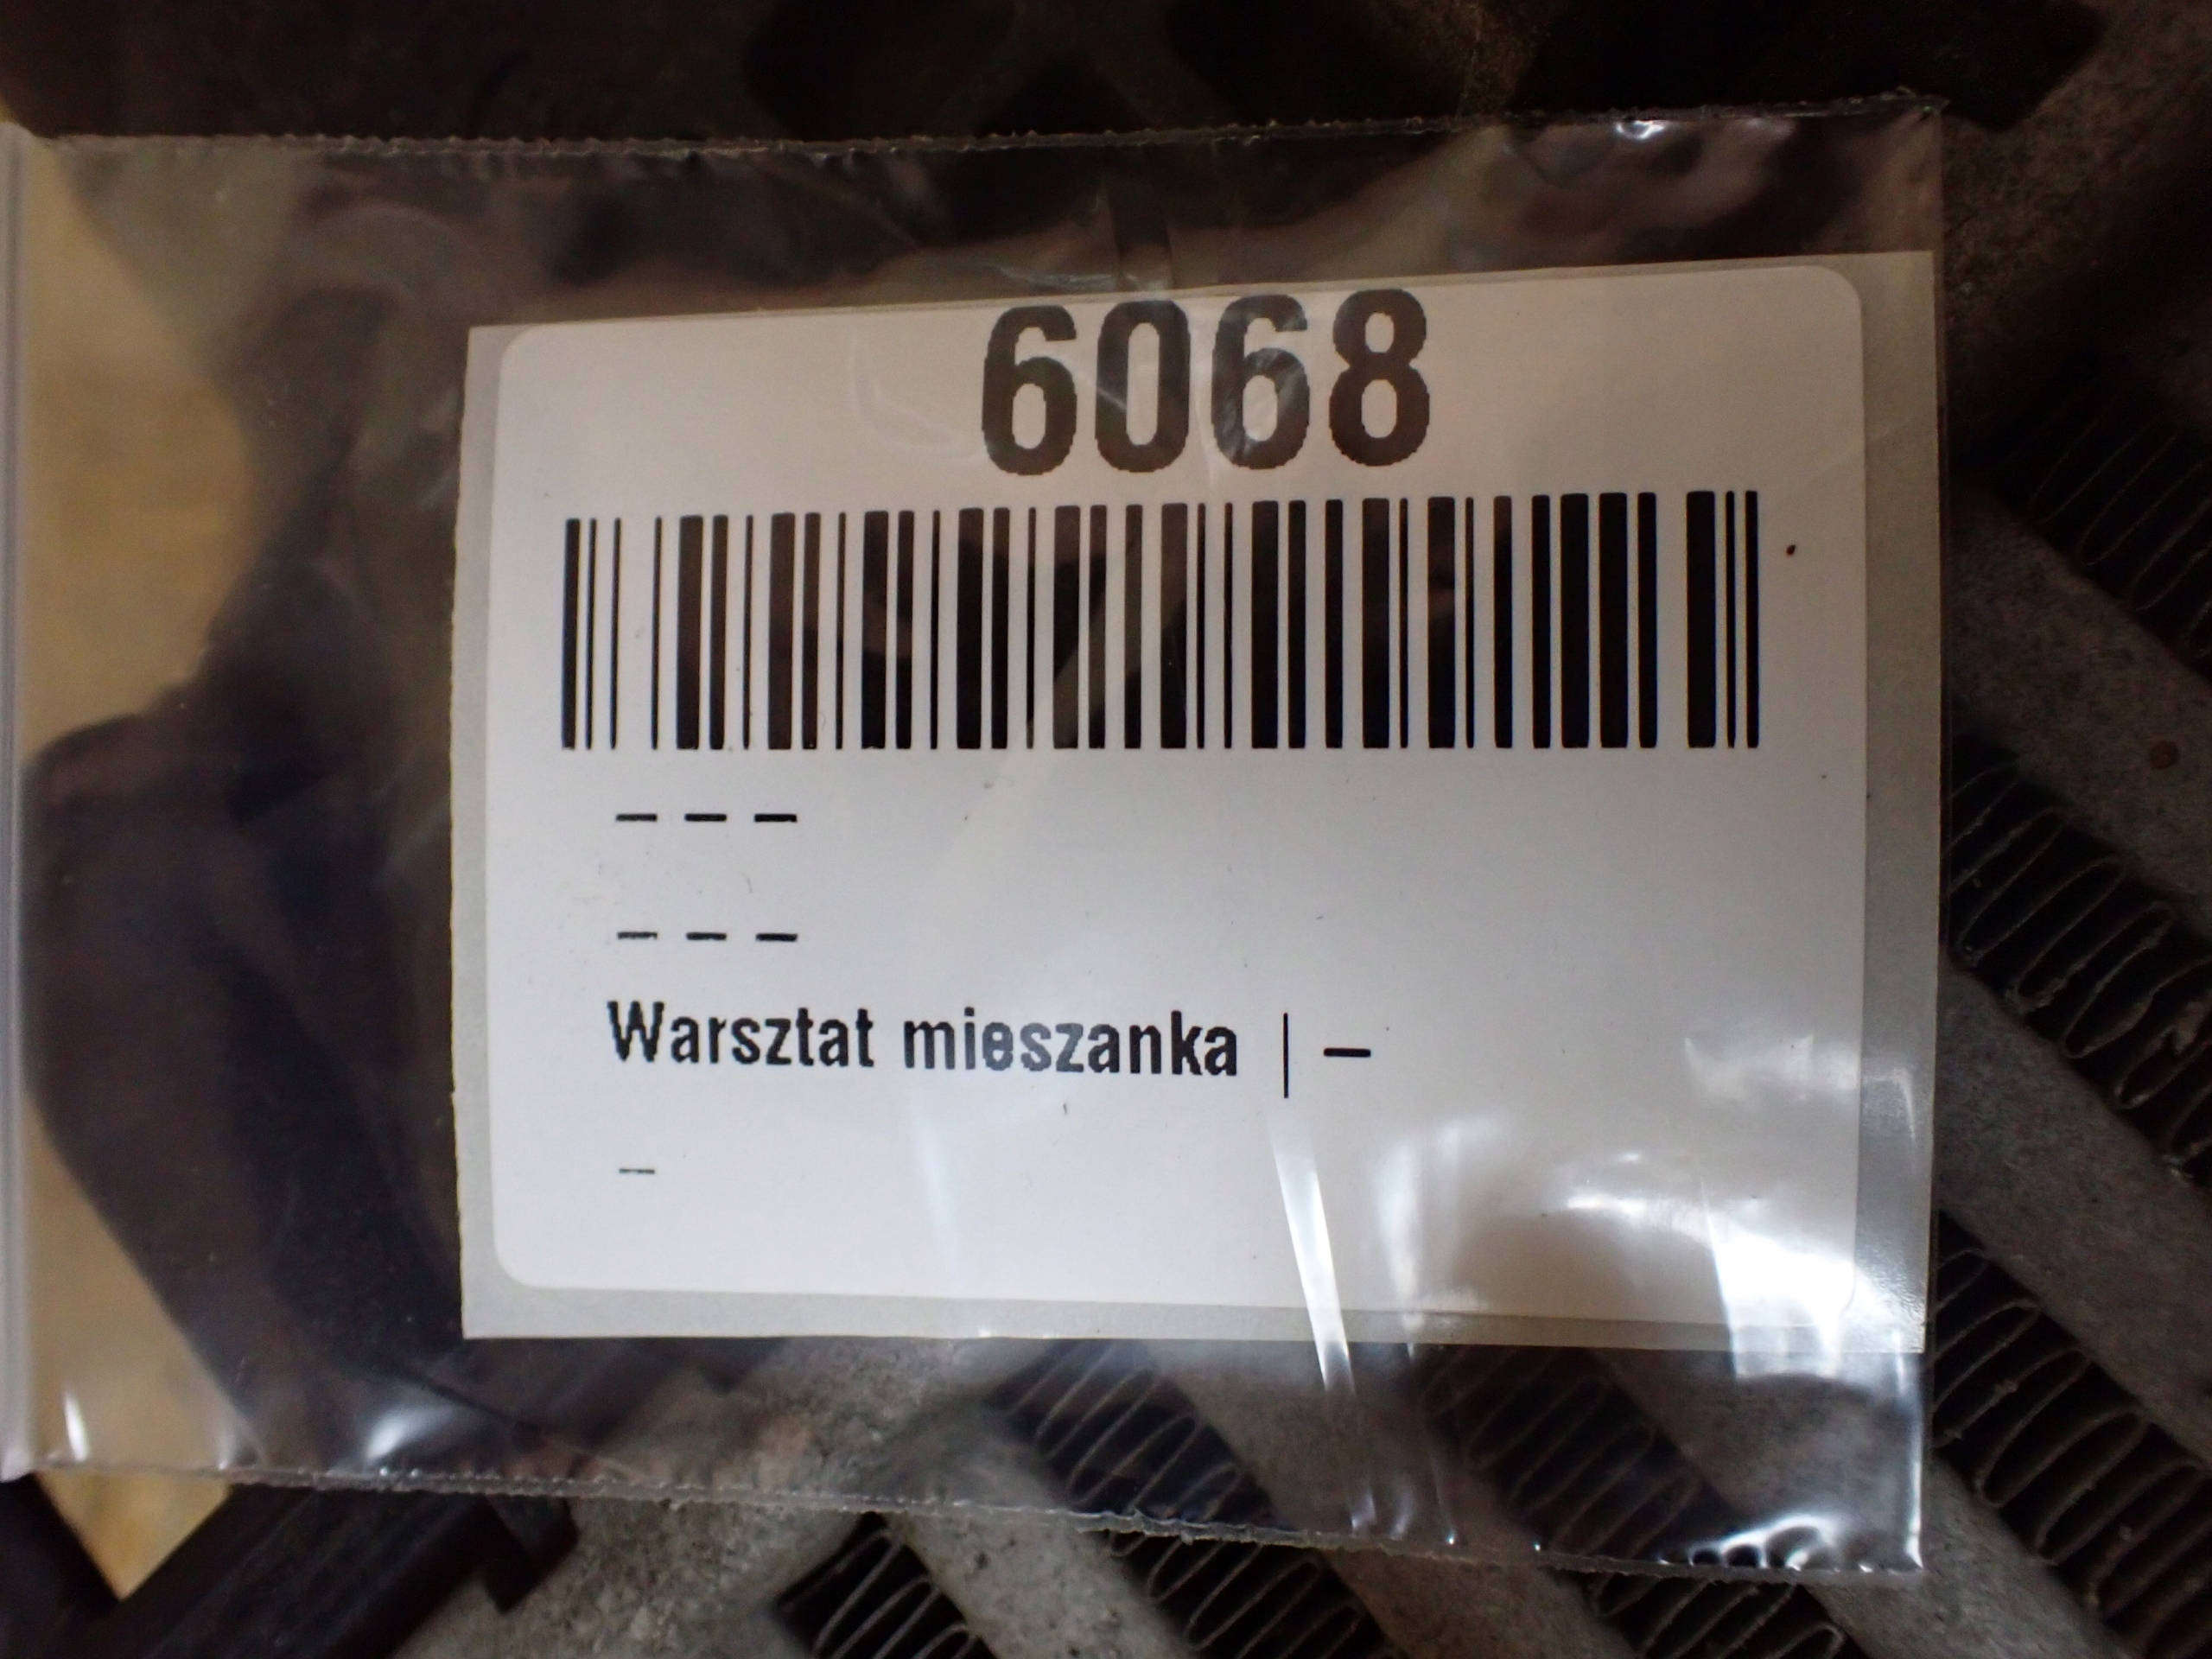 6068
– – –
– – –
Warsztat mieszanka | –
–